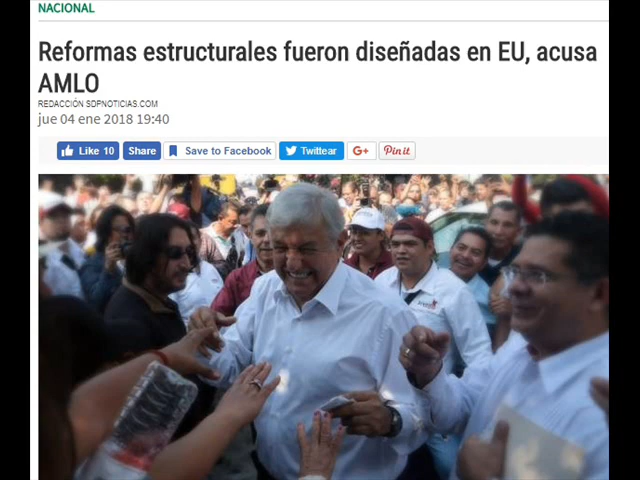 NACIONAL
Reformas estructurales fueron diseñadas en EU, acusa
AMLO
REDACCIÓN SDPNOTICIAS.COM
jue 04 ene 2018 19:40
Like 10 Share Save to Facebook Twittear G+ Pin it